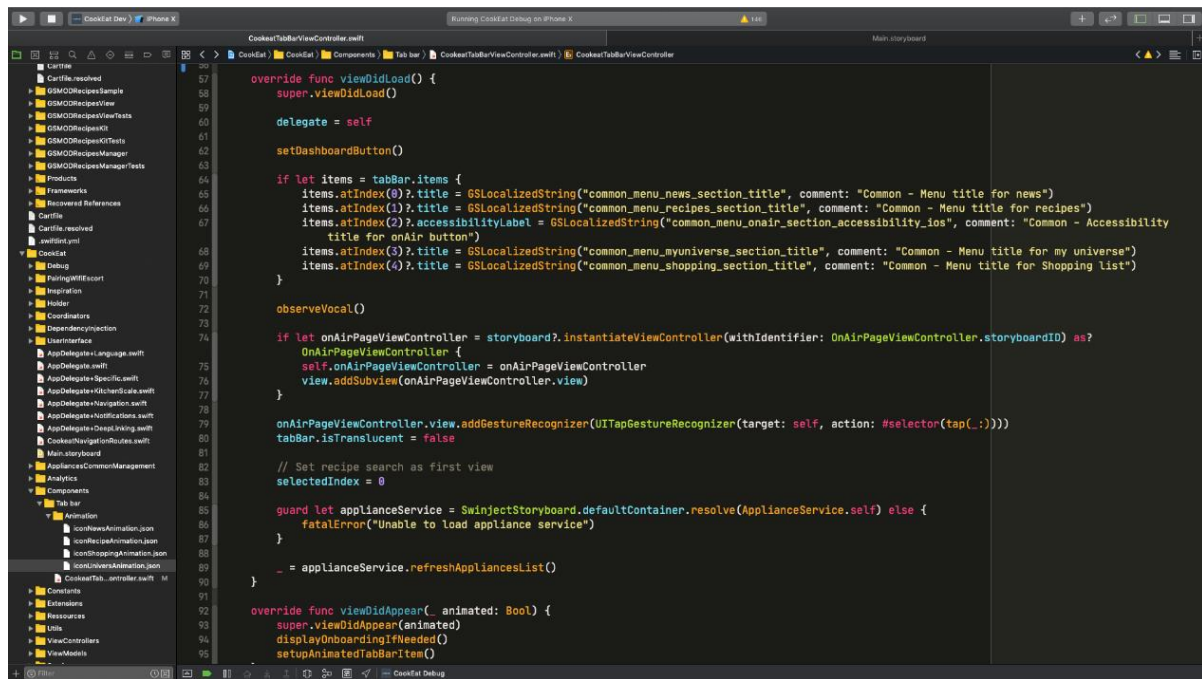 CookEat Dev ⟩ iPhone X
Running CookEat Debug on iPhone X
CookeatTabBarViewController.swift
Main.storyboard
CookEat ⟩ CookEat ⟩ Components ⟩ Tab bar ⟩ CookeatTabBarViewController.swift ⟩ CookeatTabBarViewController
Cartfile
Cartfile.resolved
GSMODRecipesSample
GSMODRecipesView
GSMODRecipesViewTests
GSMODRecipesKit
GSMODRecipesKitTests
GSMODRecipesManager
GSMODRecipesManagerTests
Products
Frameworks
Recovered References
Cartfile
Cartfile.resolved
.swiftlint.yml
CookEat
Debug
PairingWifiEscort
Inspiration
Holder
Coordinators
DependencyInjection
UserInterface
AppDelegate+Language.swift
AppDelegate.swift
AppDelegate+Specific.swift
AppDelegate+KitchenScale.swift
AppDelegate+Navigation.swift
AppDelegate+Notifications.swift
AppDelegate+DeepLinking.swift
CookeatNavigationRoutes.swift
Main.storyboard
AppliancesCommonManagement
Analytics
Components
Tab bar
Animation
iconNewsAnimation.json
iconRecipeAnimation.json
iconShoppingAnimation.json
iconUniversAnimation.json
CookeatTab...ontroller.swift M
Constants
Extensions
Ressources
Utils
ViewControllers
ViewModels
Filter
56
57 override func viewDidLoad() {
58 super.viewDidLoad()
59
60 delegate = self
61
62 setDashboardButton()
63
64 if let items = tabBar.items {
65 items.atIndex(0)?.title = GSLocalizedString("common_menu_news_section_title", comment: "Common - Menu title for news")
66 items.atIndex(1)?.title = GSLocalizedString("common_menu_recipes_section_title", comment: "Common - Menu title for recipes")
67 items.atIndex(2)?.accessibilityLabel = GSLocalizedString("common_menu_onair_section_accessibility_ios", comment: "Common - Accessibility
title for onAir button")
68 items.atIndex(3)?.title = GSLocalizedString("common_menu_myuniverse_section_title", comment: "Common - Menu title for my universe")
69 items.atIndex(4)?.title = GSLocalizedString("common_menu_shopping_section_title", comment: "Common - Menu title for Shopping list")
70 }
71
72 observeVocal()
73
74 if let onAirPageViewController = storyboard?.instantiateViewController(withIdentifier: OnAirPageViewController.storyboardID) as?
OnAirPageViewController {
75 self.onAirPageViewController = onAirPageViewController
76 view.addSubview(onAirPageViewController.view)
77 }
78
79 onAirPageViewController.view.addGestureRecognizer(UITapGestureRecognizer(target: self, action: #selector(tap(_:))))
80 tabBar.isTranslucent = false
81
82 // Set recipe search as first view
83 selectedIndex = 0
84
85 guard let applianceService = SwinjectStoryboard.defaultContainer.resolve(ApplianceService.self) else {
86 fatalError("Unable to load appliance service")
87 }
88
89 _ = applianceService.refreshAppliancesList()
90 }
91
92 override func viewDidAppear(_ animated: Bool) {
93 super.viewDidAppear(animated)
94 displayOnboardingIfNeeded()
95 setupAnimatedTabBarItem()
CookEat Debug